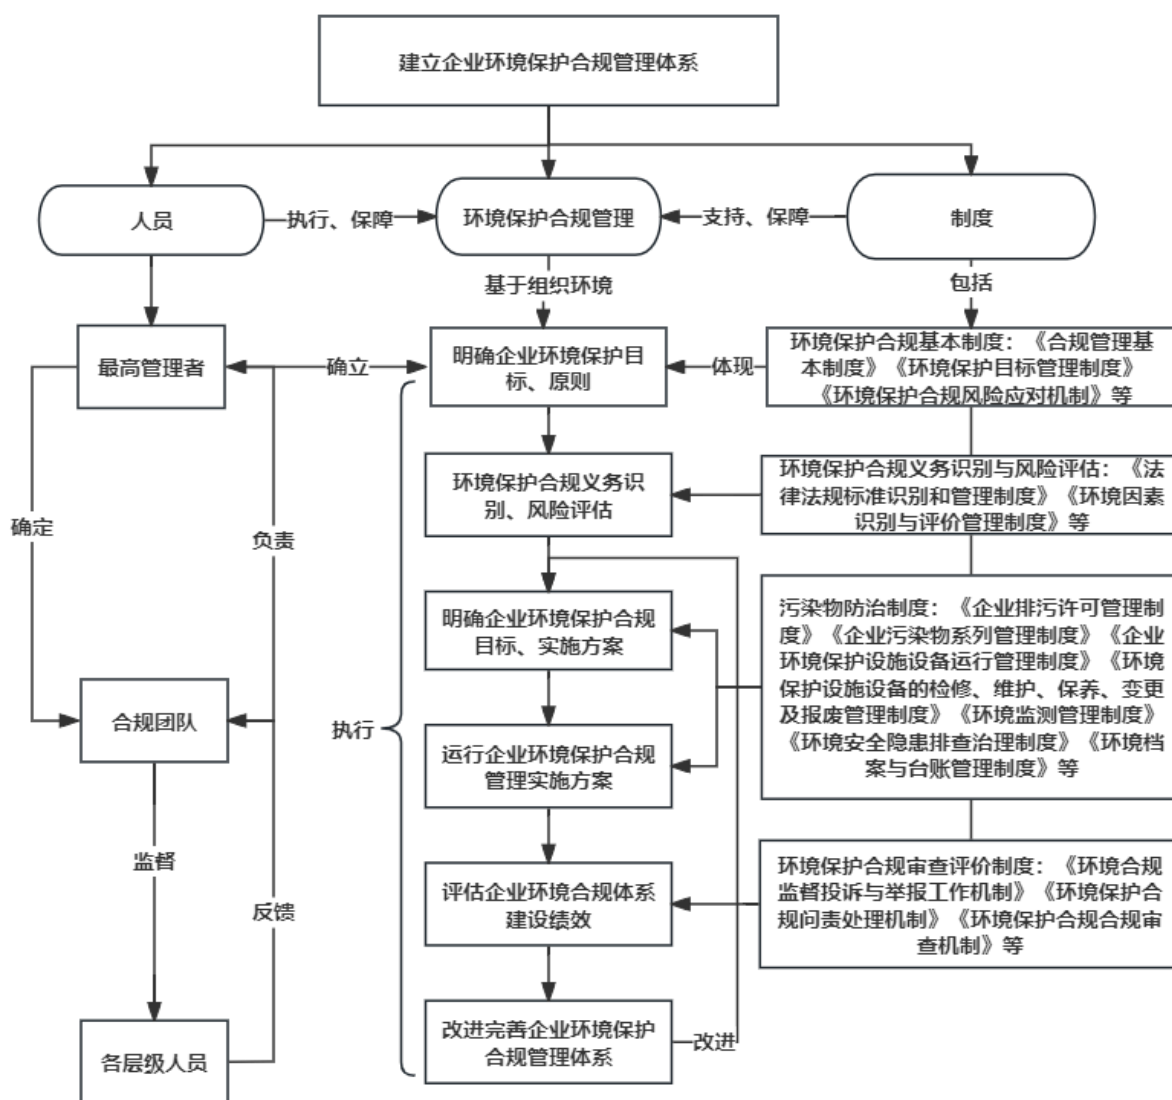 建立企业环境保护合规管理体系
人员
执行、保障
环境保护合规管理
支持、保障
制度
基于组织环境
包括
最高管理者
确立
明确企业环境保护目
标、原则
体现
环境保护合规基本制度：《合规管理基
本制度》《环境保护目标管理制度》
《环境保护合规风险应对机制》等
环境保护合规义务识
别、风险评估
环境保护合规义务识别与风险评估：《法
律法规标准识别和管理制度》《环境因素
识别与评价管理制度》等
确定
负责
明确企业环境保护合规
目标、实施方案
污染物防治制度：《企业排污许可管理制
度》《企业污染物系列管理制度》《企业
环境保护设施设备运行管理制度》《环境
保护设施设备的检修、维护、保养、变更
及报废管理制度》《环境监测管理制度》
《环境安全隐患排查治理制度》《环境档
案与台账管理制度》等
合规团队
执行
运行企业环境保护合规
管理实施方案
监督
反馈
评估企业环境合规体系
建设绩效
环境保护合规审查评价制度：《环境合规
监督投诉与举报工作机制》《环境保护合
规问责处理机制》《环境保护合规合规审
查机制》等
各层级人员
改进完善企业环境保护
合规管理体系
改进